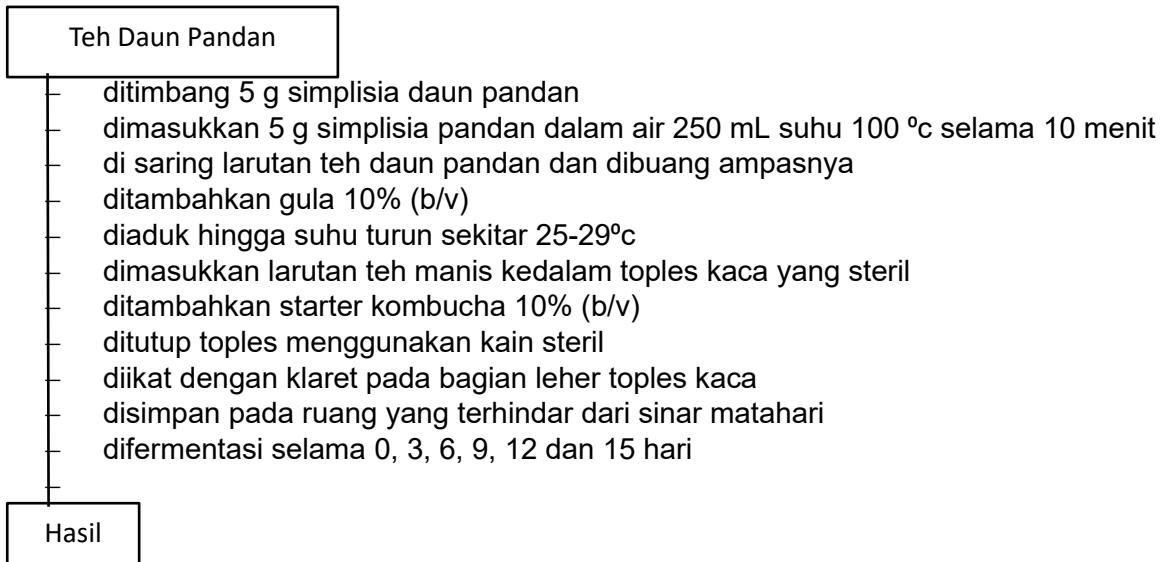 Teh Daun Pandan
– ditimbang 5 g simplisia daun pandan
– dimasukkan 5 g simplisia pandan dalam air 250 mL suhu 100 ºc selama 10 menit
– di saring larutan teh daun pandan dan dibuang ampasnya
– ditambahkan gula 10% (b/v)
– diaduk hingga suhu turun sekitar 25-29ºc
– dimasukkan larutan teh manis kedalam toples kaca yang steril
– ditambahkan starter kombucha 10% (b/v)
– ditutup toples menggunakan kain steril
– diikat dengan klaret pada bagian leher toples kaca
– disimpan pada ruang yang terhindar dari sinar matahari
– difermentasi selama 0, 3, 6, 9, 12 dan 15 hari
–
Hasil